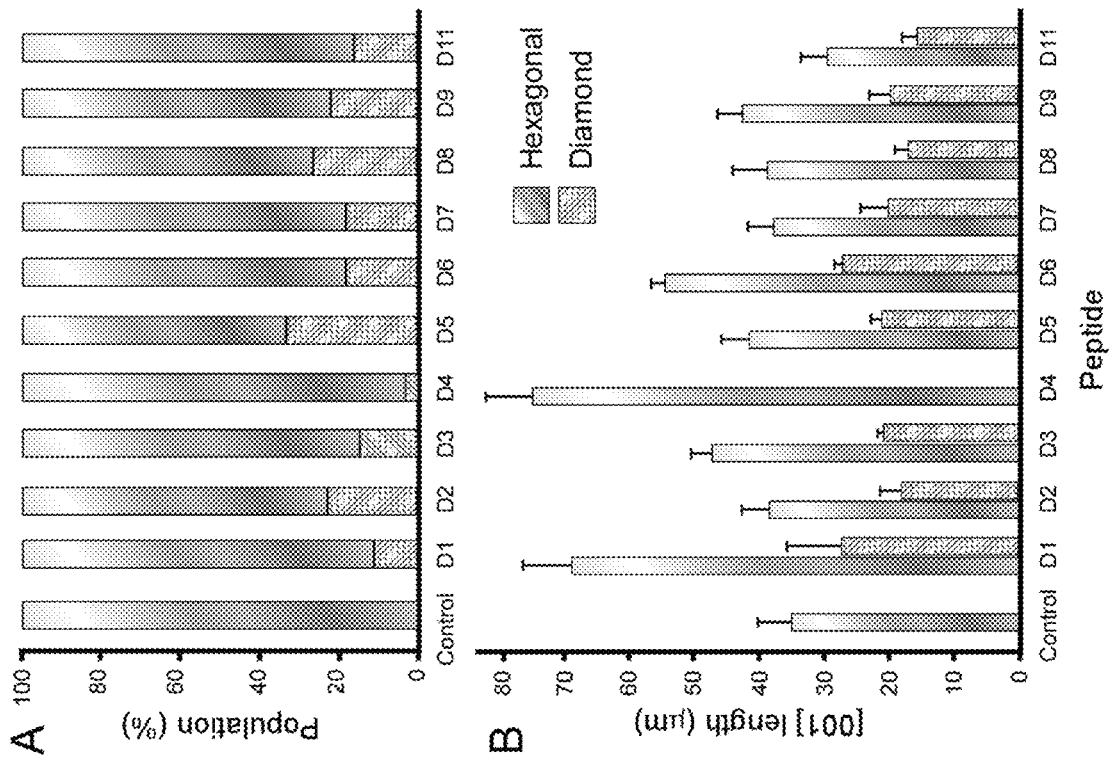 A
Population (%)
100
80
60
40
20
0
Control D1 D2 D3 D4 D5 D6 D7 D8 D9 D11
B
[001] length (µm)
80
70
60
50
40
30
20
10
0
Hexagonal
Diamond
Control D1 D2 D3 D4 D5 D6 D7 D8 D9 D11
Peptide